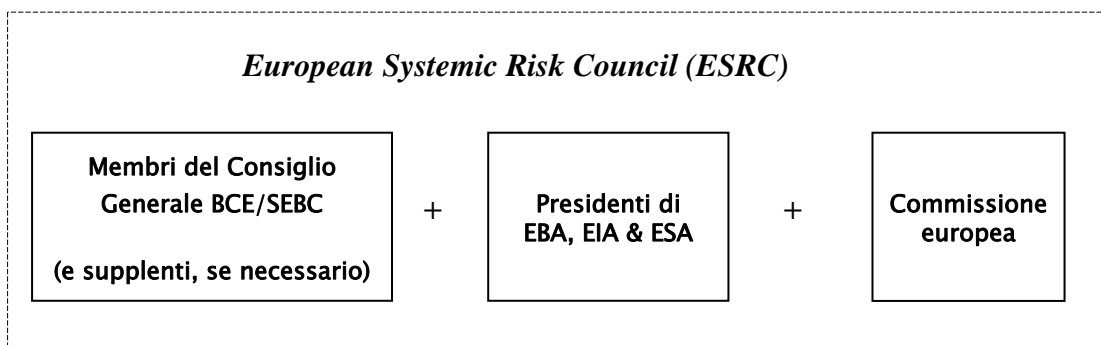 European Systemic Risk Council (ESRC)
Membri del Consiglio
Generale BCE/SEBC
(e supplenti, se necessario)
+
Presidenti di
EBA, EIA & ESA
+
Commissione
europea